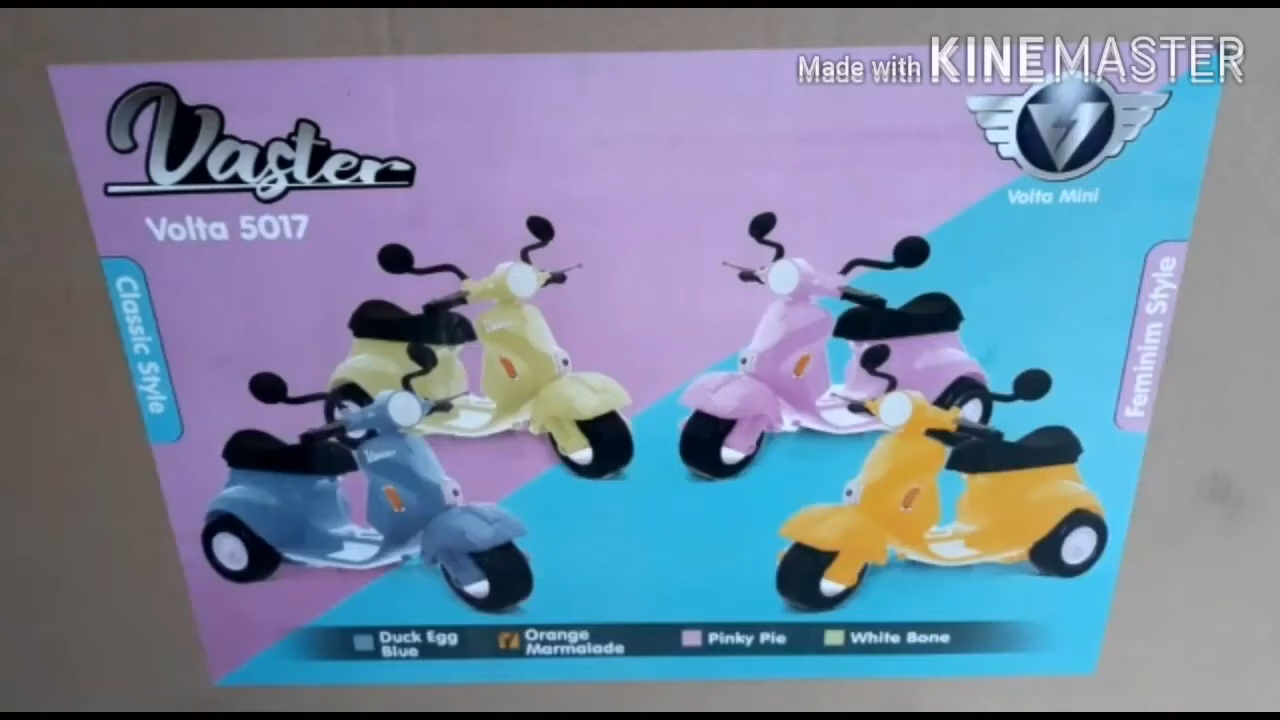 Made with KINEMASTER
Vaster
Volta 5017
Volta Mini
Classic Style
Feminim Style
Duck Egg
Blue
Orange
Marmalade
Pinky Pie
White Bone